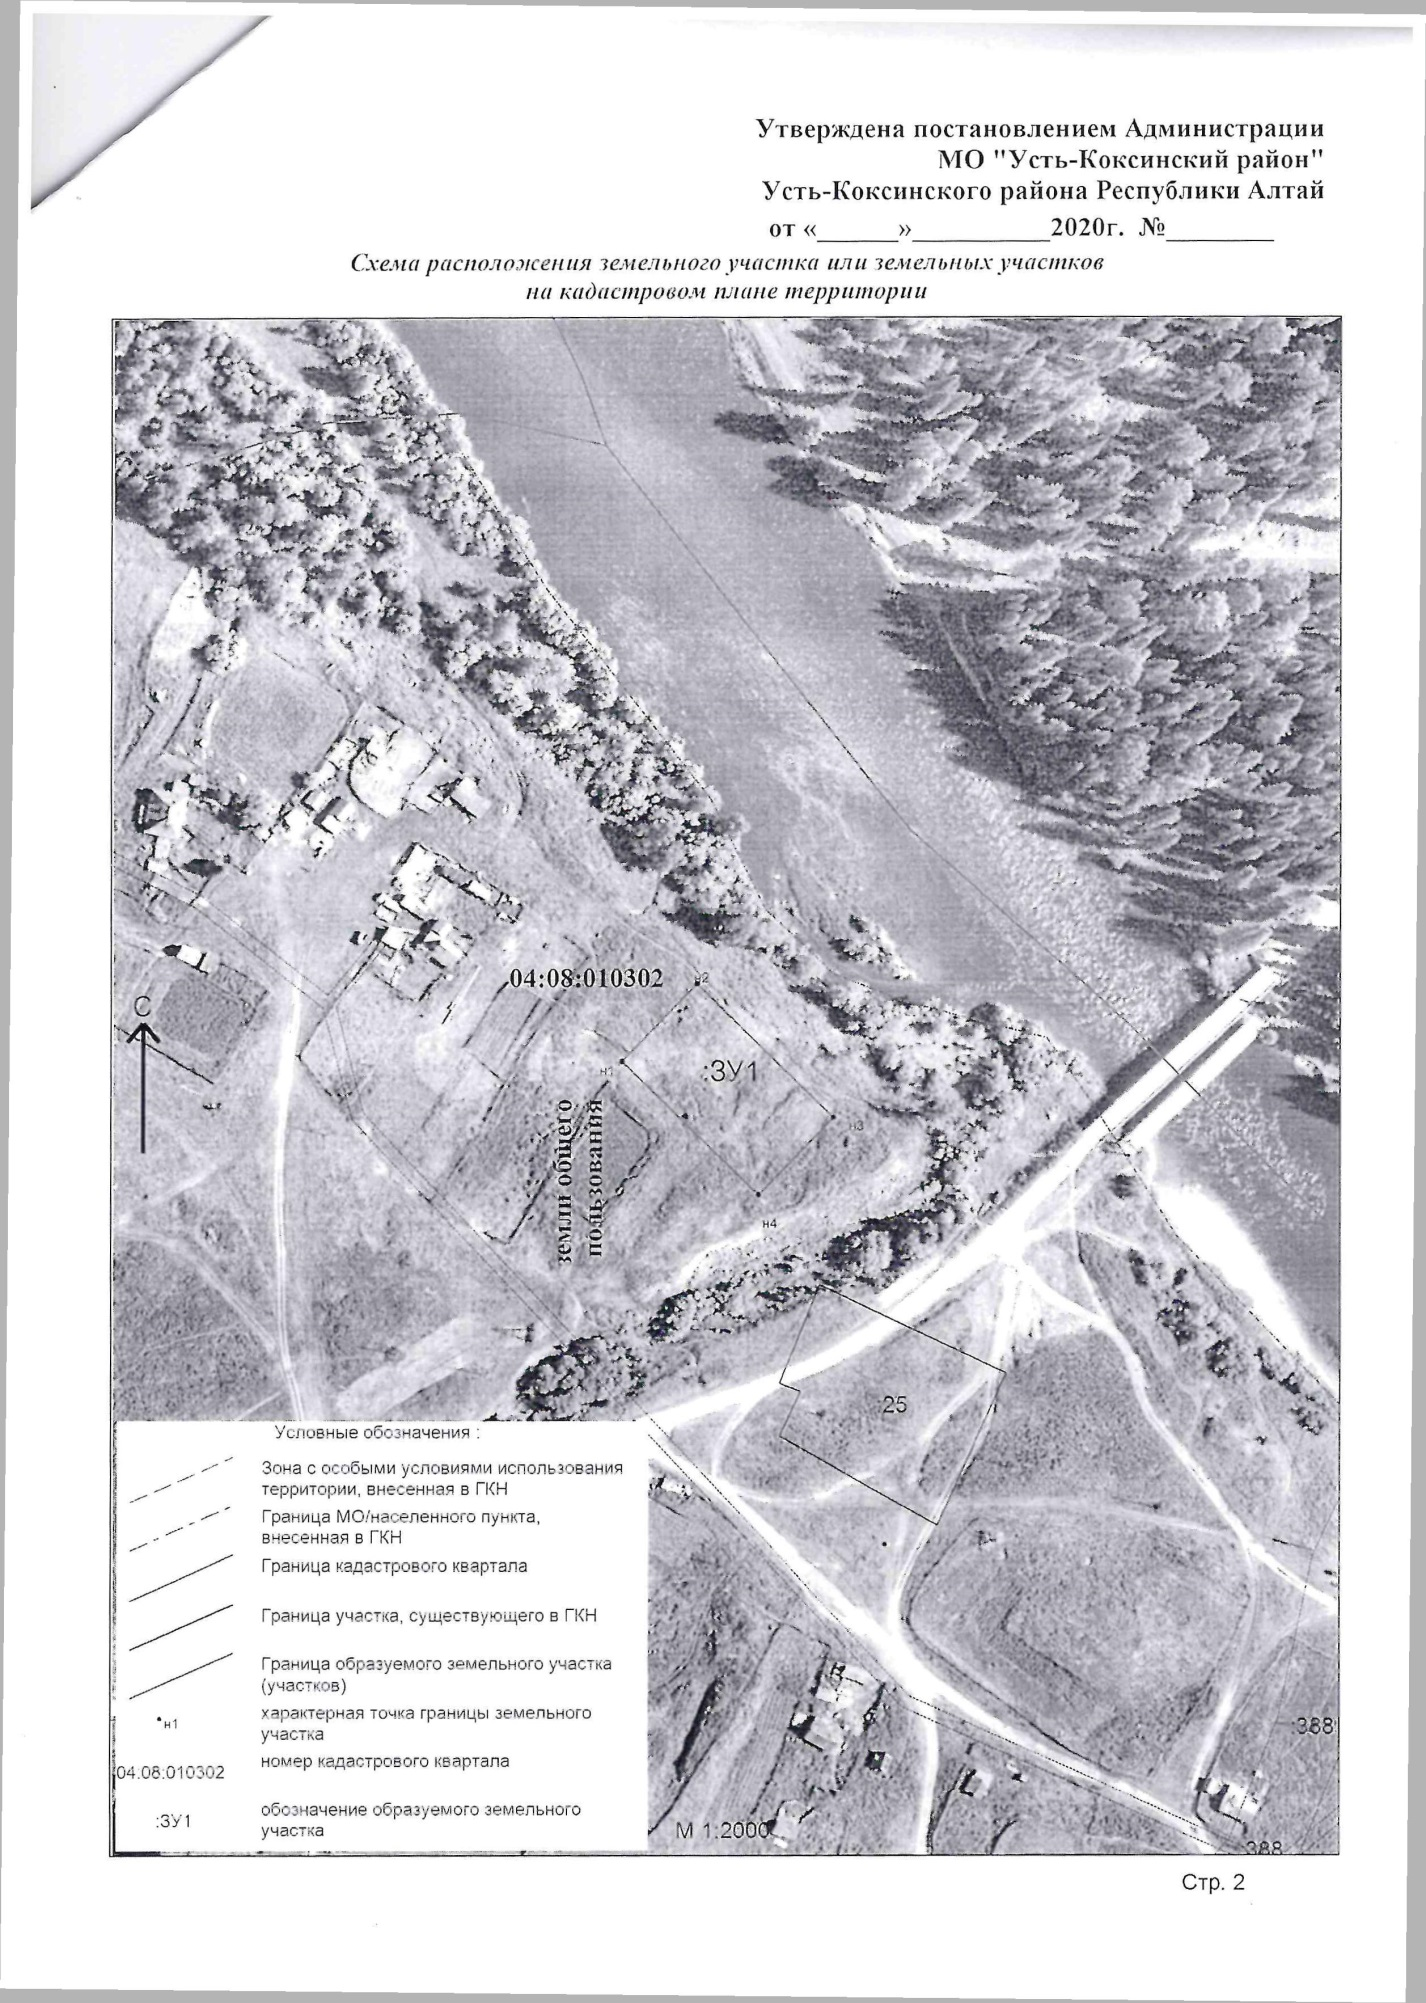 Утверждена постановлением Администрации
МО "Усть-Коксинский район"
Усть-Коксинского района Республики Алтай
от «______»__________2020г. №________
Схема расположения земельного участка или земельных участков
на кадастровом плане территории
04:08:010302
н2
С
:ЗУ1
н1
земли общего
пользования
н3
н4
25
Условные обозначения :
Зона с особыми условиями использования
территории, внесенная в ГКН
Граница МО/населенного пункта,
внесенная в ГКН
Граница кадастрового квартала
Граница участка, существующего в ГКН
Граница образуемого земельного участка
(участков)
н1
характерная точка границы земельного
участка
04:08:010302
номер кадастрового квартала
:ЗУ1
обозначение образуемого земельного
участка
:388
М 1:2000
:388
Стр. 2